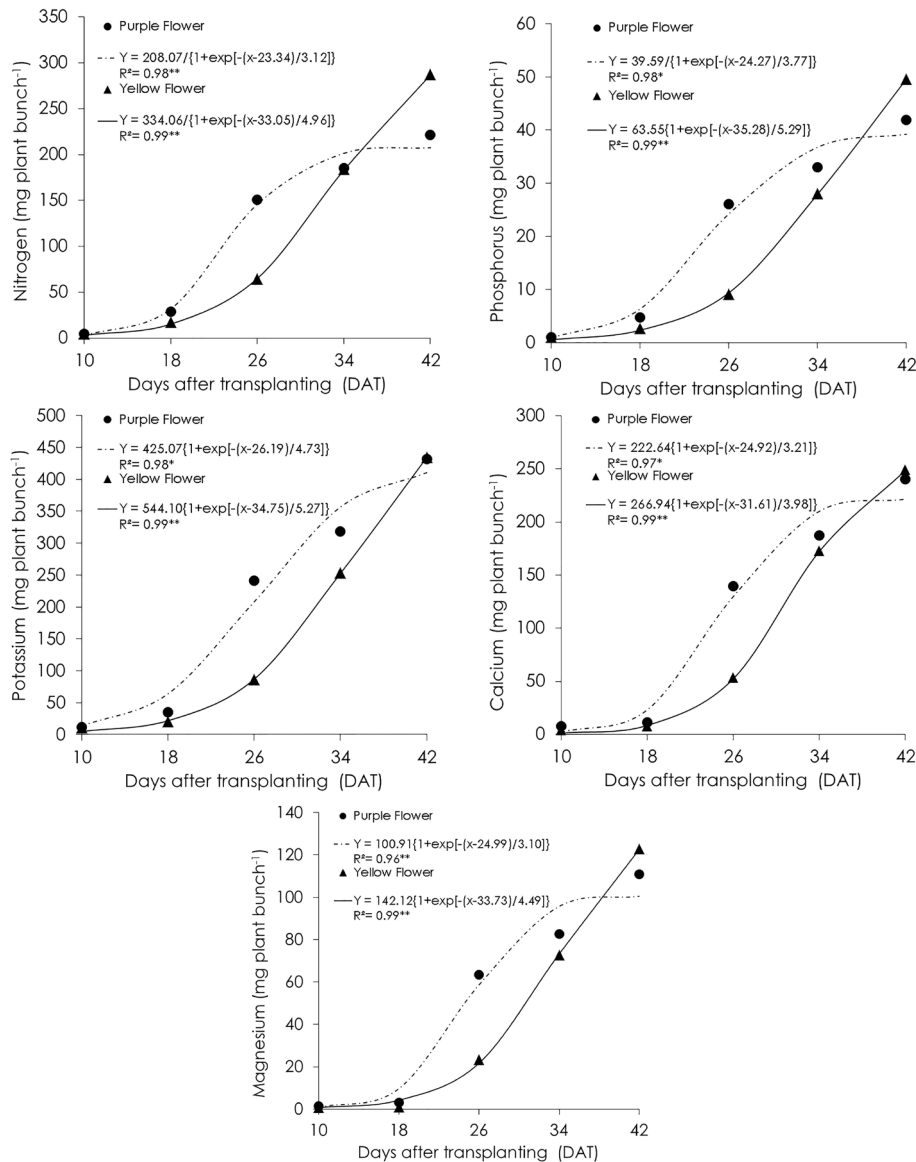 Purple Flower
Y = 208.07/{1+exp[-(x-23.34)/3.12]}
R²= 0.98**
Yellow Flower
Y = 334.06/{1+exp[-(x-33.05)/4.96]}
R²= 0.99**
Nitrogen (mg plant bunch⁻¹)
350
300
250
200
150
100
50
0
10 18 26 34 42
Days after transplanting (DAT)
Purple Flower
Y = 39.59/{1+exp[-(x-24.27)/3.77]}
R²= 0.98*
Yellow Flower
Y = 63.55{1+exp[-(x-35.28)/5.29]}
R²= 0.99**
Phosphorus (mg plant bunch⁻¹)
60
50
40
30
20
10
0
10 18 26 34 42
Days after transplanting (DAT)
Purple Flower
Y = 425.07{1+exp[-(x-26.19)/4.73]}
R²= 0.98*
Yellow Flower
Y = 544.10{1+exp[-(x-34.75)/5.27]}
R²= 0.99**
Potassium (mg plant bunch⁻¹)
500
450
400
350
300
250
200
150
100
50
0
10 18 26 34 42
Days after transplanting (DAT)
Purple Flower
Y = 222.64{1+exp[-(x-24.92)/3.21]}
R²= 0.97*
Yellow Flower
Y = 266.94{1+exp[-(x-31.61)/3.98]}
R²= 0.99**
Calcium (mg plant bunch⁻¹)
300
250
200
150
100
50
0
10 18 26 34 42
Days after transplanting (DAT)
Purple Flower
Y = 100.91{1+exp[-(x-24.99)/3.10]}
R²= 0.96**
Yellow Flower
Y = 142.12{1+exp[-(x-33.73)/4.49]}
R²= 0.99**
Magnesium (mg plant bunch⁻¹)
140
120
100
80
60
40
20
0
10 18 26 34 42
Days after transplanting (DAT)